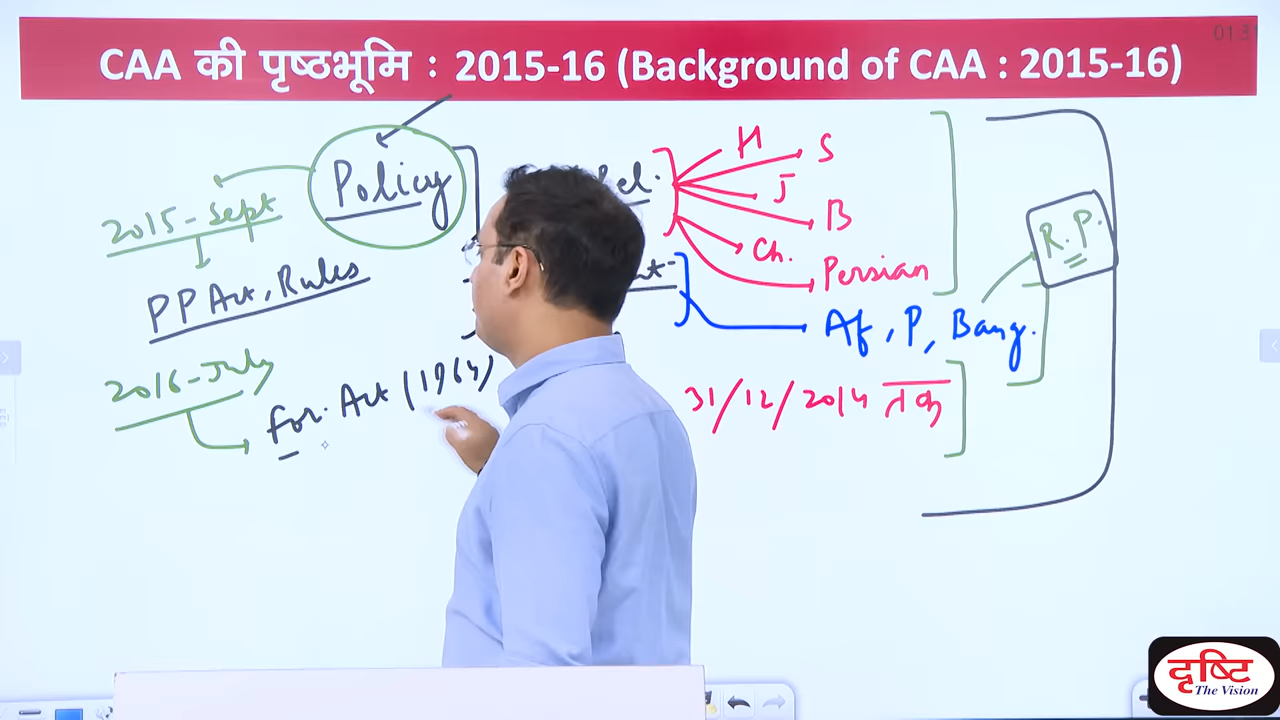 CAA की पृष्ठभूमि : 2015-16 (Background of CAA : 2015-16)
Policy
2015-Sept
PP Act, Rules
2016-July
For. Act (1964)
Rel.
H
S
J
B
Ch.
Persian
Af, P, Bang.
31/12/2014 तक
R.P.
दृष्टि
The Vision